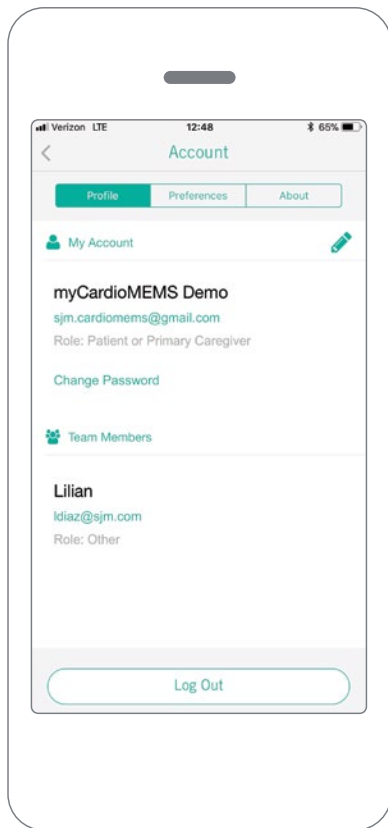 Verizon LTE 12:48 65%
Account
Profile Preferences About
My Account
myCardioMEMS Demo
sjm.cardiomems@gmail.com
Role: Patient or Primary Caregiver
Change Password
Team Members
Lilian
ldiaz@sjm.com
Role: Other
Log Out